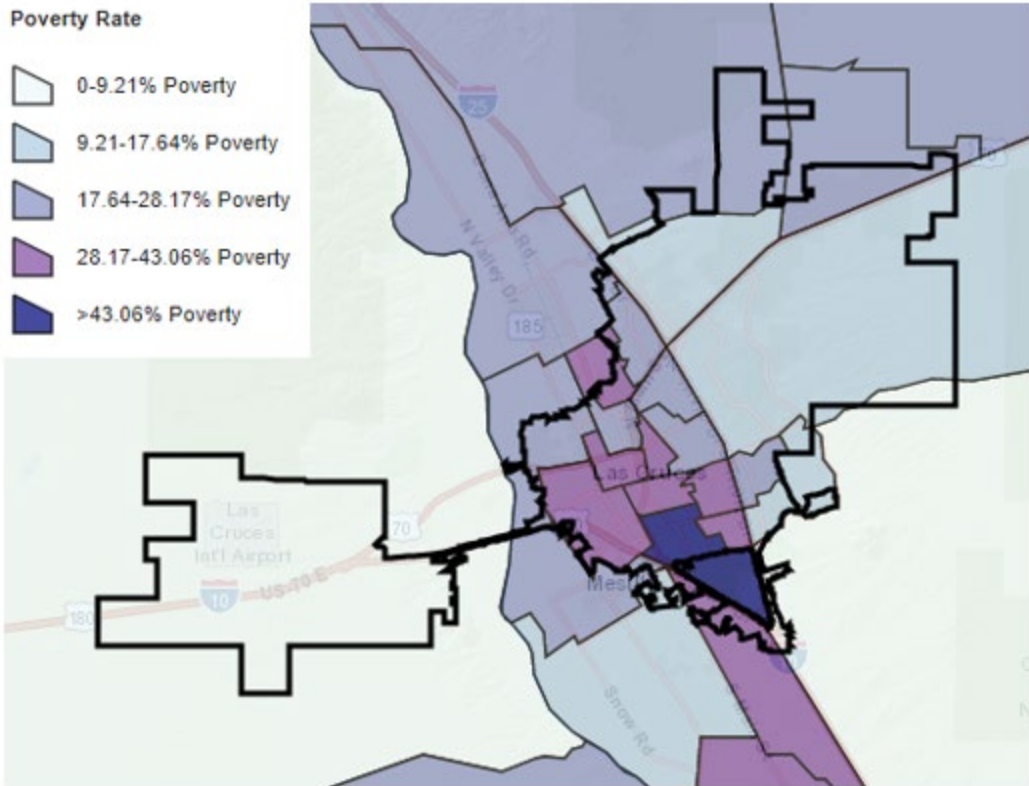 Poverty Rate
0-9.21% Poverty
9.21-17.64% Poverty
17.64-28.17% Poverty
28.17-43.06% Poverty
>43.06% Poverty
25
N Valley Dr
185
Las Cruces
Las
Cruces
Int'l Airport
70
US-70 E
10
180
Snow Rd